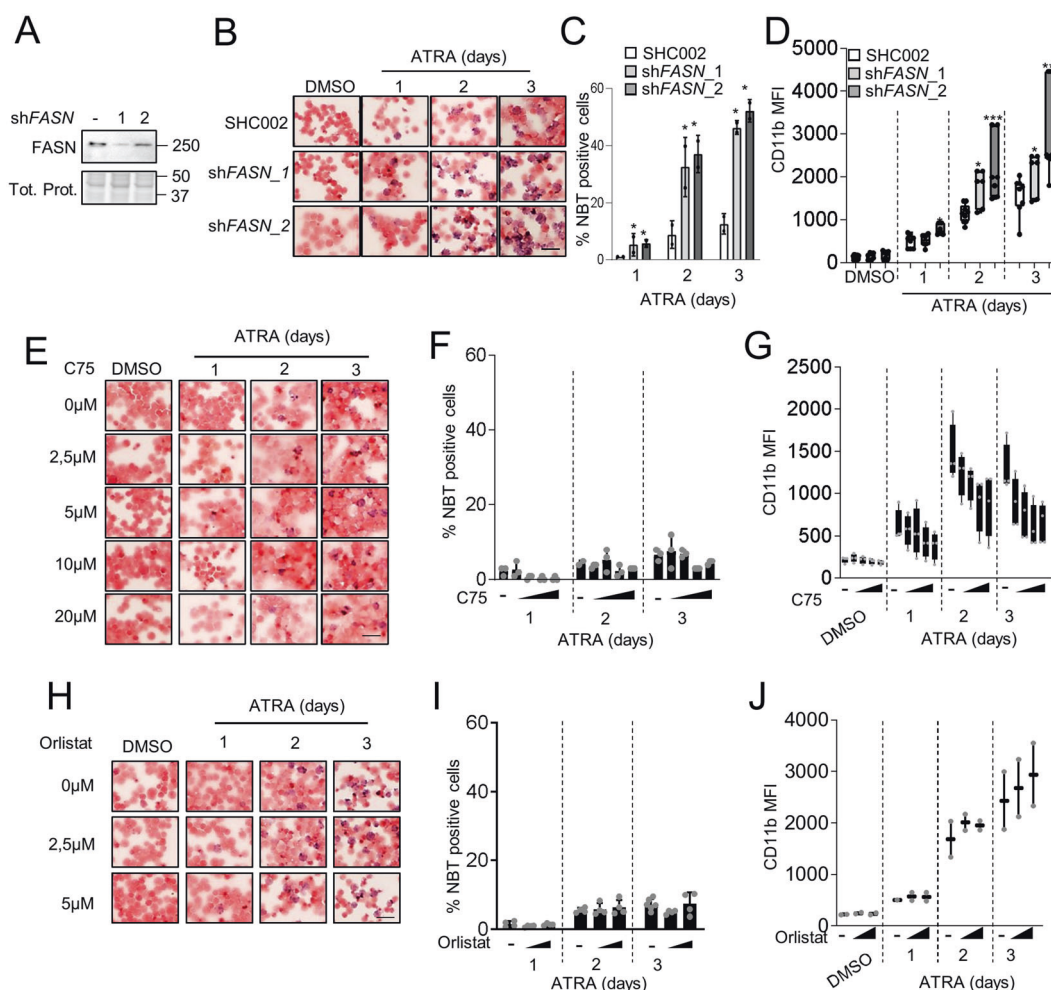 A
shFASN - 1 2
FASN
250
Tot. Prot.
50
37
B
ATRA (days)
DMSO 1 2 3
SHC002
shFASN_1
shFASN_2
C
SHC002
shFASN_1
shFASN_2
% NBT positive cells
60
40
20
0
* * * * * *
1 2 3
ATRA (days)
D
SHC002
shFASN_1
shFASN_2
CD11b MFI
5000
4000
3000
2000
1000
0
* * *** * **
DMSO 1 2 3
ATRA (days)
E
ATRA (days)
C75 DMSO 1 2 3
0µM
2,5µM
5µM
10µM
20µM
F
% NBT positive cells
60
40
20
0
C75 - - -
1 2 3
ATRA (days)
G
CD11b MFI
2500
2000
1500
1000
500
0
C75 - - - -
DMSO 1 2 3
ATRA (days)
H
ATRA (days)
Orlistat DMSO 1 2 3
0µM
2,5µM
5µM
I
% NBT positive cells
60
40
20
0
Orlistat - - -
1 2 3
ATRA (days)
J
CD11b MFI
4000
3000
2000
1000
0
Orlistat - - - -
DMSO 1 2 3
ATRA (days)